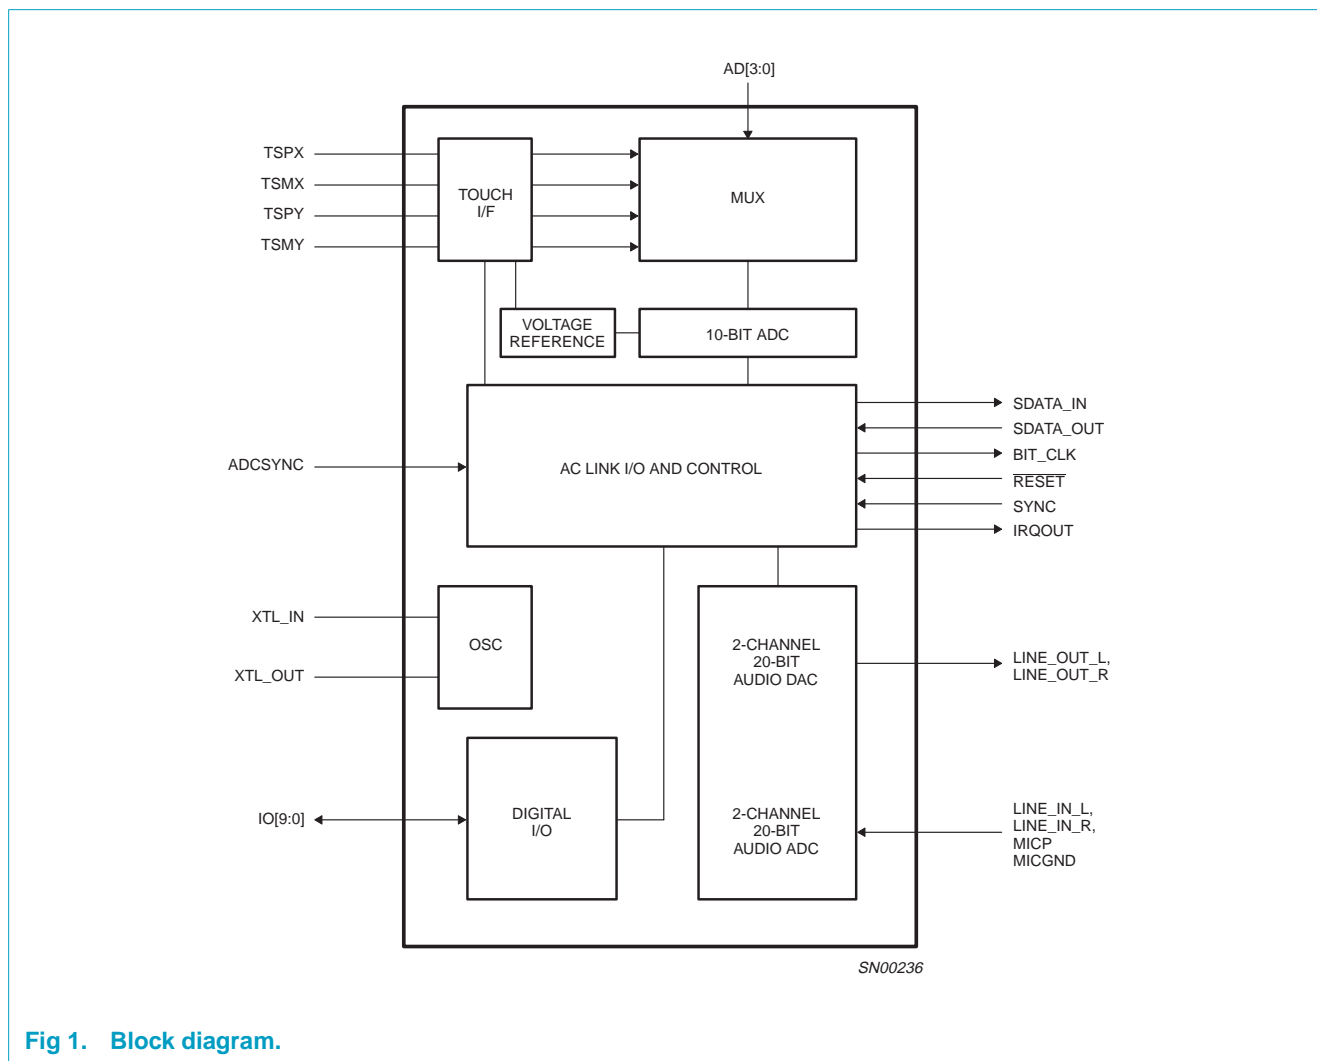 AD[3:0]
TSPX
TSMX
TSPY
TSMY
TOUCH
I/F
MUX
VOLTAGE
REFERENCE
10-BIT ADC
ADCSYNC
AC LINK I/O AND CONTROL
SDATA_IN
SDATA_OUT
BIT_CLK
RESET
SYNC
IRQOUT
XTL_IN
XTL_OUT
OSC
2-CHANNEL
20-BIT
AUDIO DAC
LINE_OUT_L,
LINE_OUT_R
IO[9:0]
DIGITAL
I/O
2-CHANNEL
20-BIT
AUDIO ADC
LINE_IN_L,
LINE_IN_R,
MICP
MICGND
SN00236
Fig 1. Block diagram.